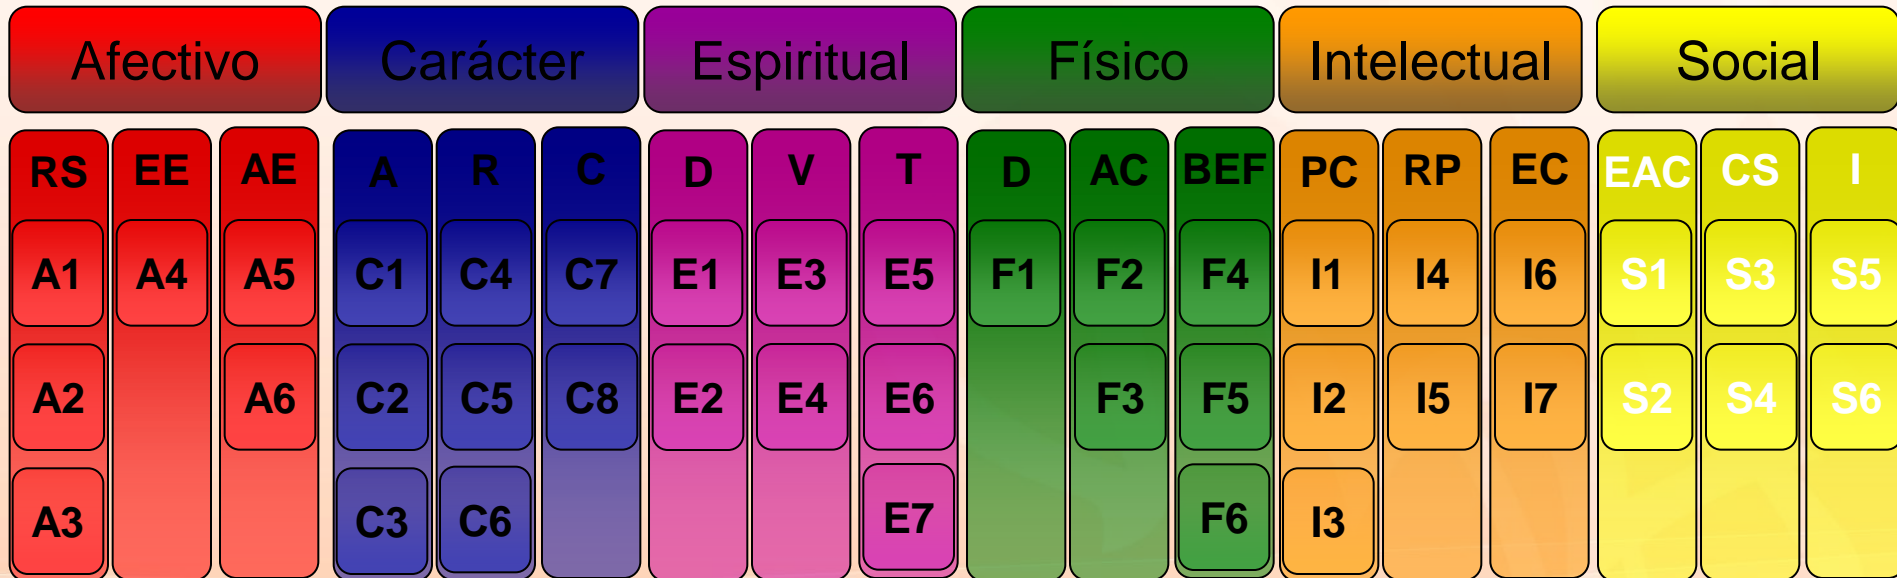 Afectivo Carácter Espiritual Físico Intelectual Social
RS EE AE A R C D V T D AC BEF PC RP EC EAC CS I
A1 A4 A5 C1 C4 C7 E1 E3 E5 F1 F2 F4 I1 I4 I6 S1 S3 S5
A2 A6 C2 C5 C8 E2 E4 E6 F3 F5 I2 I5 I7 S2 S4 S6
A3 C3 C6 E7 F6 I3